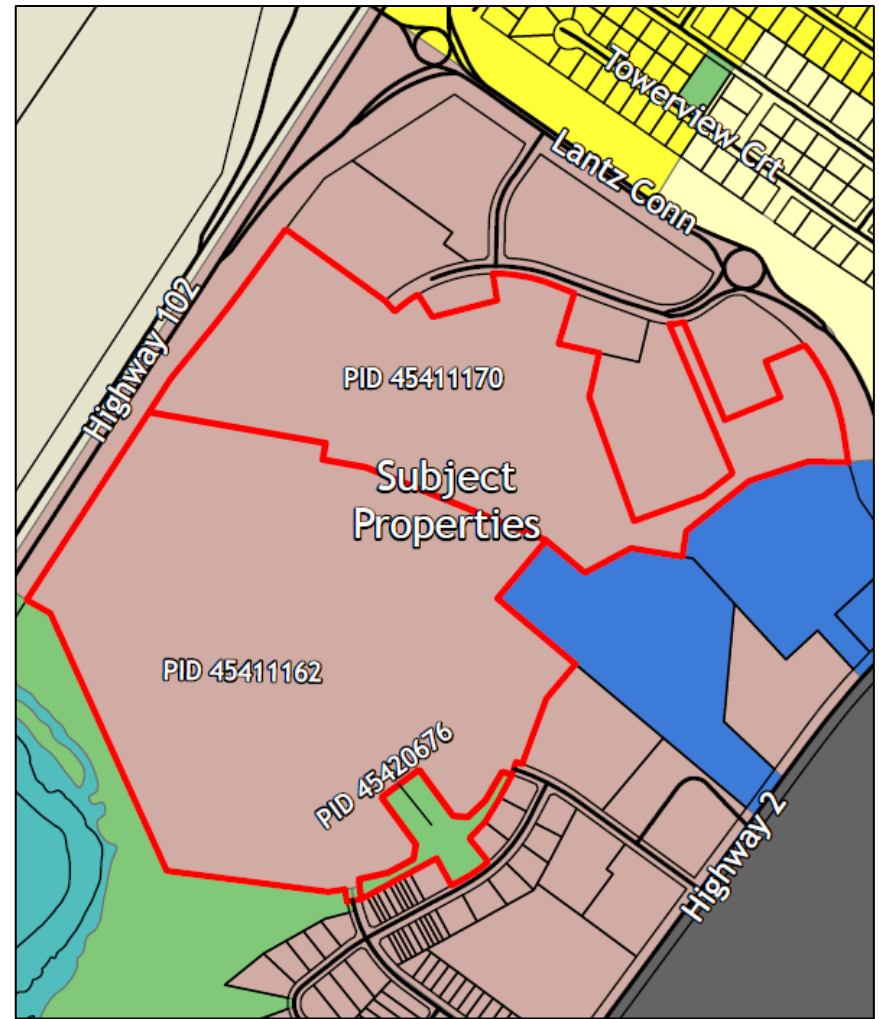 Towerview Crt
Lantz Conn
Highway 102
PID 45411170
Subject
Properties
PID 45411162
PID 45420676
Highway 2